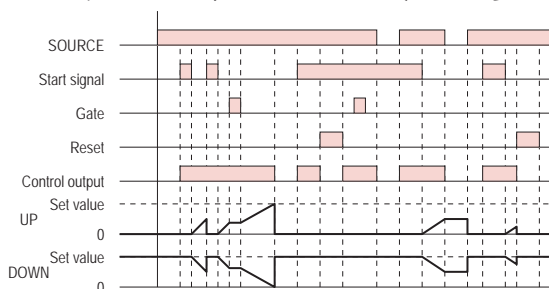 SOURCE
Start signal
Gate
Reset
Control output
Set value
UP
0
Set value
DOWN
0